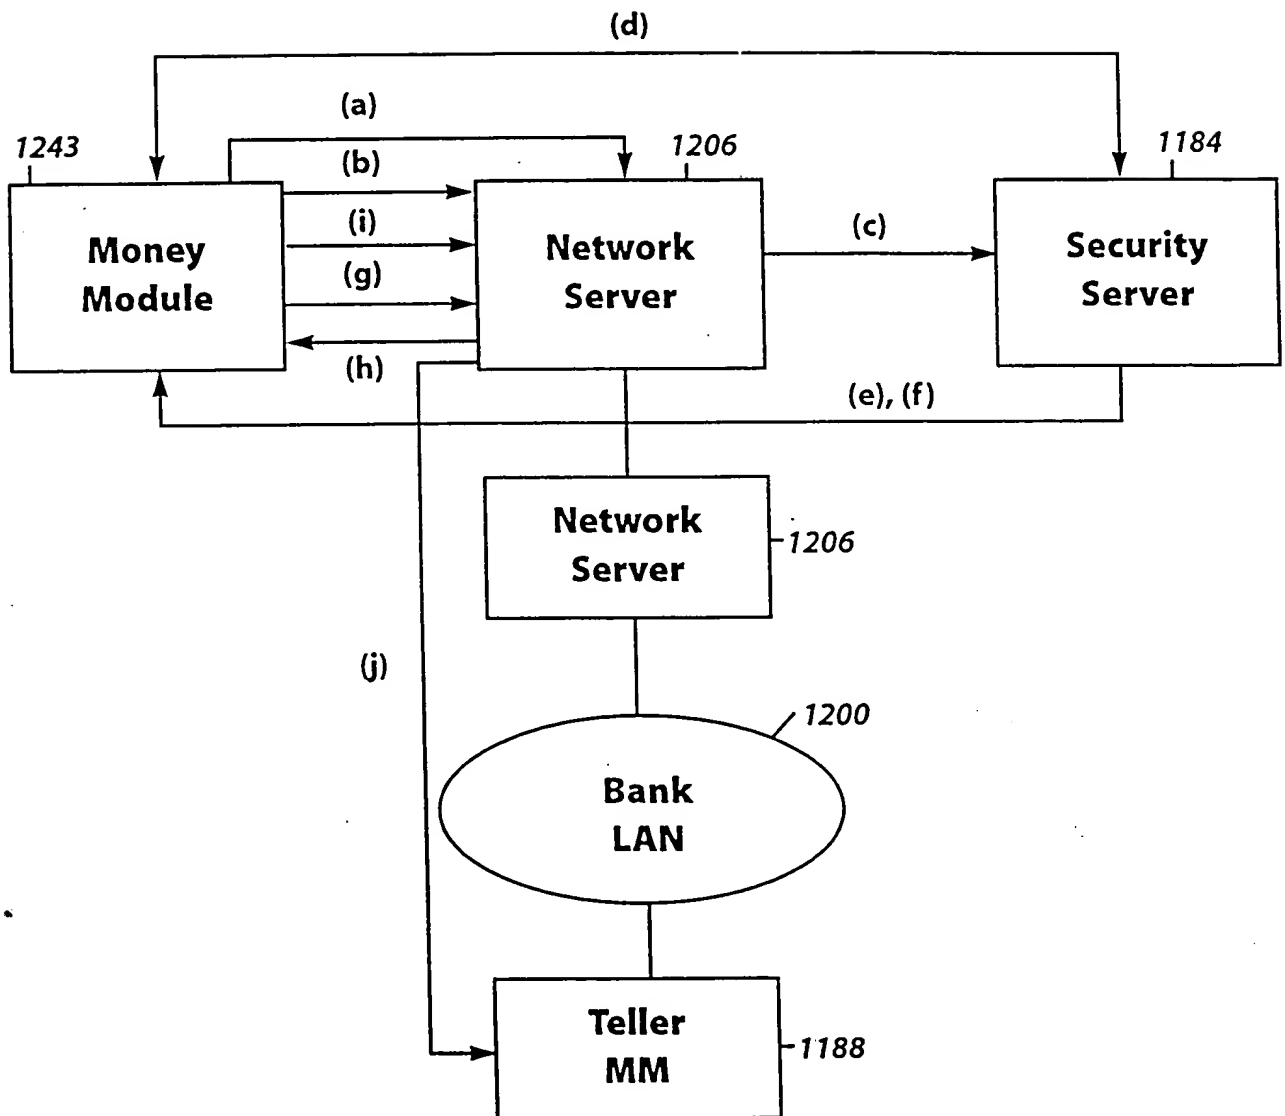 (d)
(a)
1243
1206
1184
(b)
(i)
(g)
(h)
(c)
Money
Module
Network
Server
Security
Server
(e), (f)
Network
Server
1206
(j)
1200
Bank
LAN
Teller
MM
1188